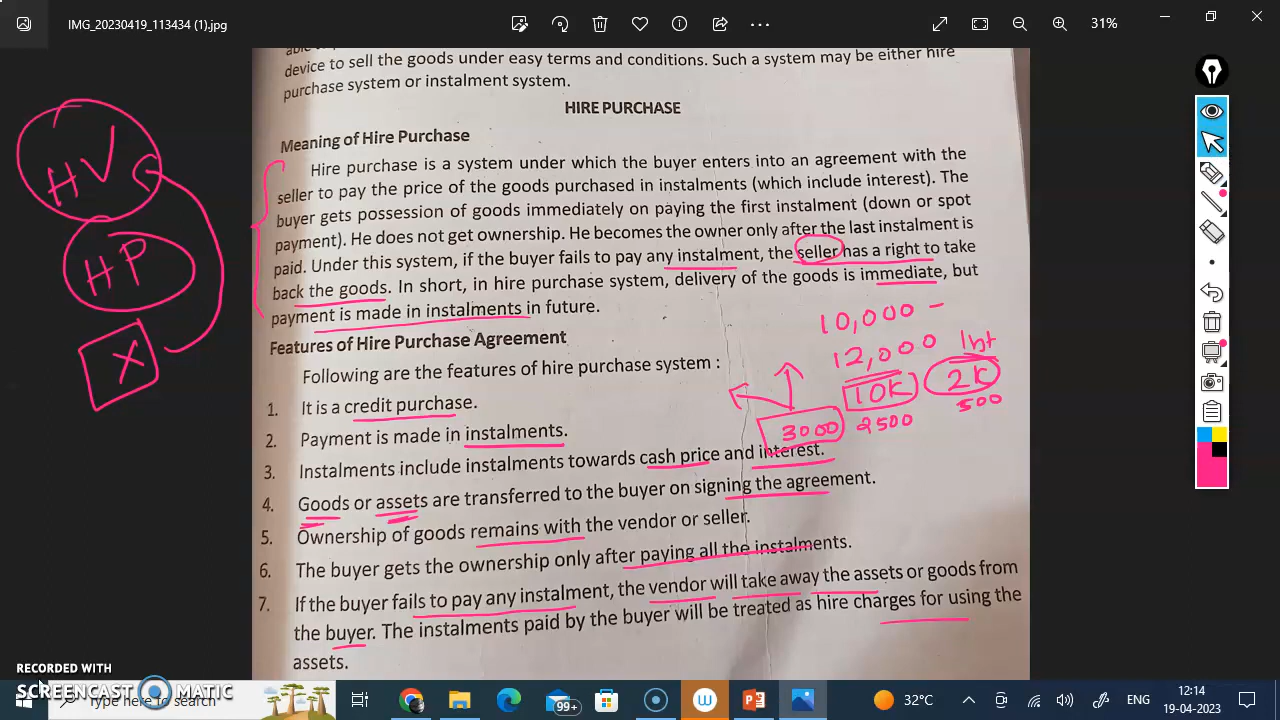 IMG_20230419_113434 (1).jpg
31%
device to sell the goods under easy terms and conditions. Such a system may be either hire
purchase system or instalment system.
HIRE PURCHASE
Meaning of Hire Purchase
Hire purchase is a system under which the buyer enters into an agreement with the
seller to pay the price of the goods purchased in instalments (which include interest). The
buyer gets possession of goods immediately on paying the first instalment (down or spot
payment). He does not get ownership. He becomes the owner only after the last instalment is
paid. Under this system, if the buyer fails to pay any instalment, the seller has a right to take
back the goods. In short, in hire purchase system, delivery of the goods is immediate, but
payment is made in instalments in future.
Features of Hire Purchase Agreement
Following are the features of hire purchase system :
1. It is a credit purchase.
2. Payment is made in instalments.
3. Instalments include instalments towards cash price and interest.
4. Goods or assets are transferred to the buyer on signing the agreement.
5. Ownership of goods remains with the vendor or seller.
6. The buyer gets the ownership only after paying all the instalments.
7. If the buyer fails to pay any instalment, the vendor will take away the assets or goods from
the buyer. The instalments paid by the buyer will be treated as hire charges for using the
assets.
HV
HP
X
10,000 -
12,000 Int
10K 2K
3000 2500 500
RECORDED WITH
SCREENCAST MATIC
Type here to search
99+
32°C
ENG
12:14
19-04-2023